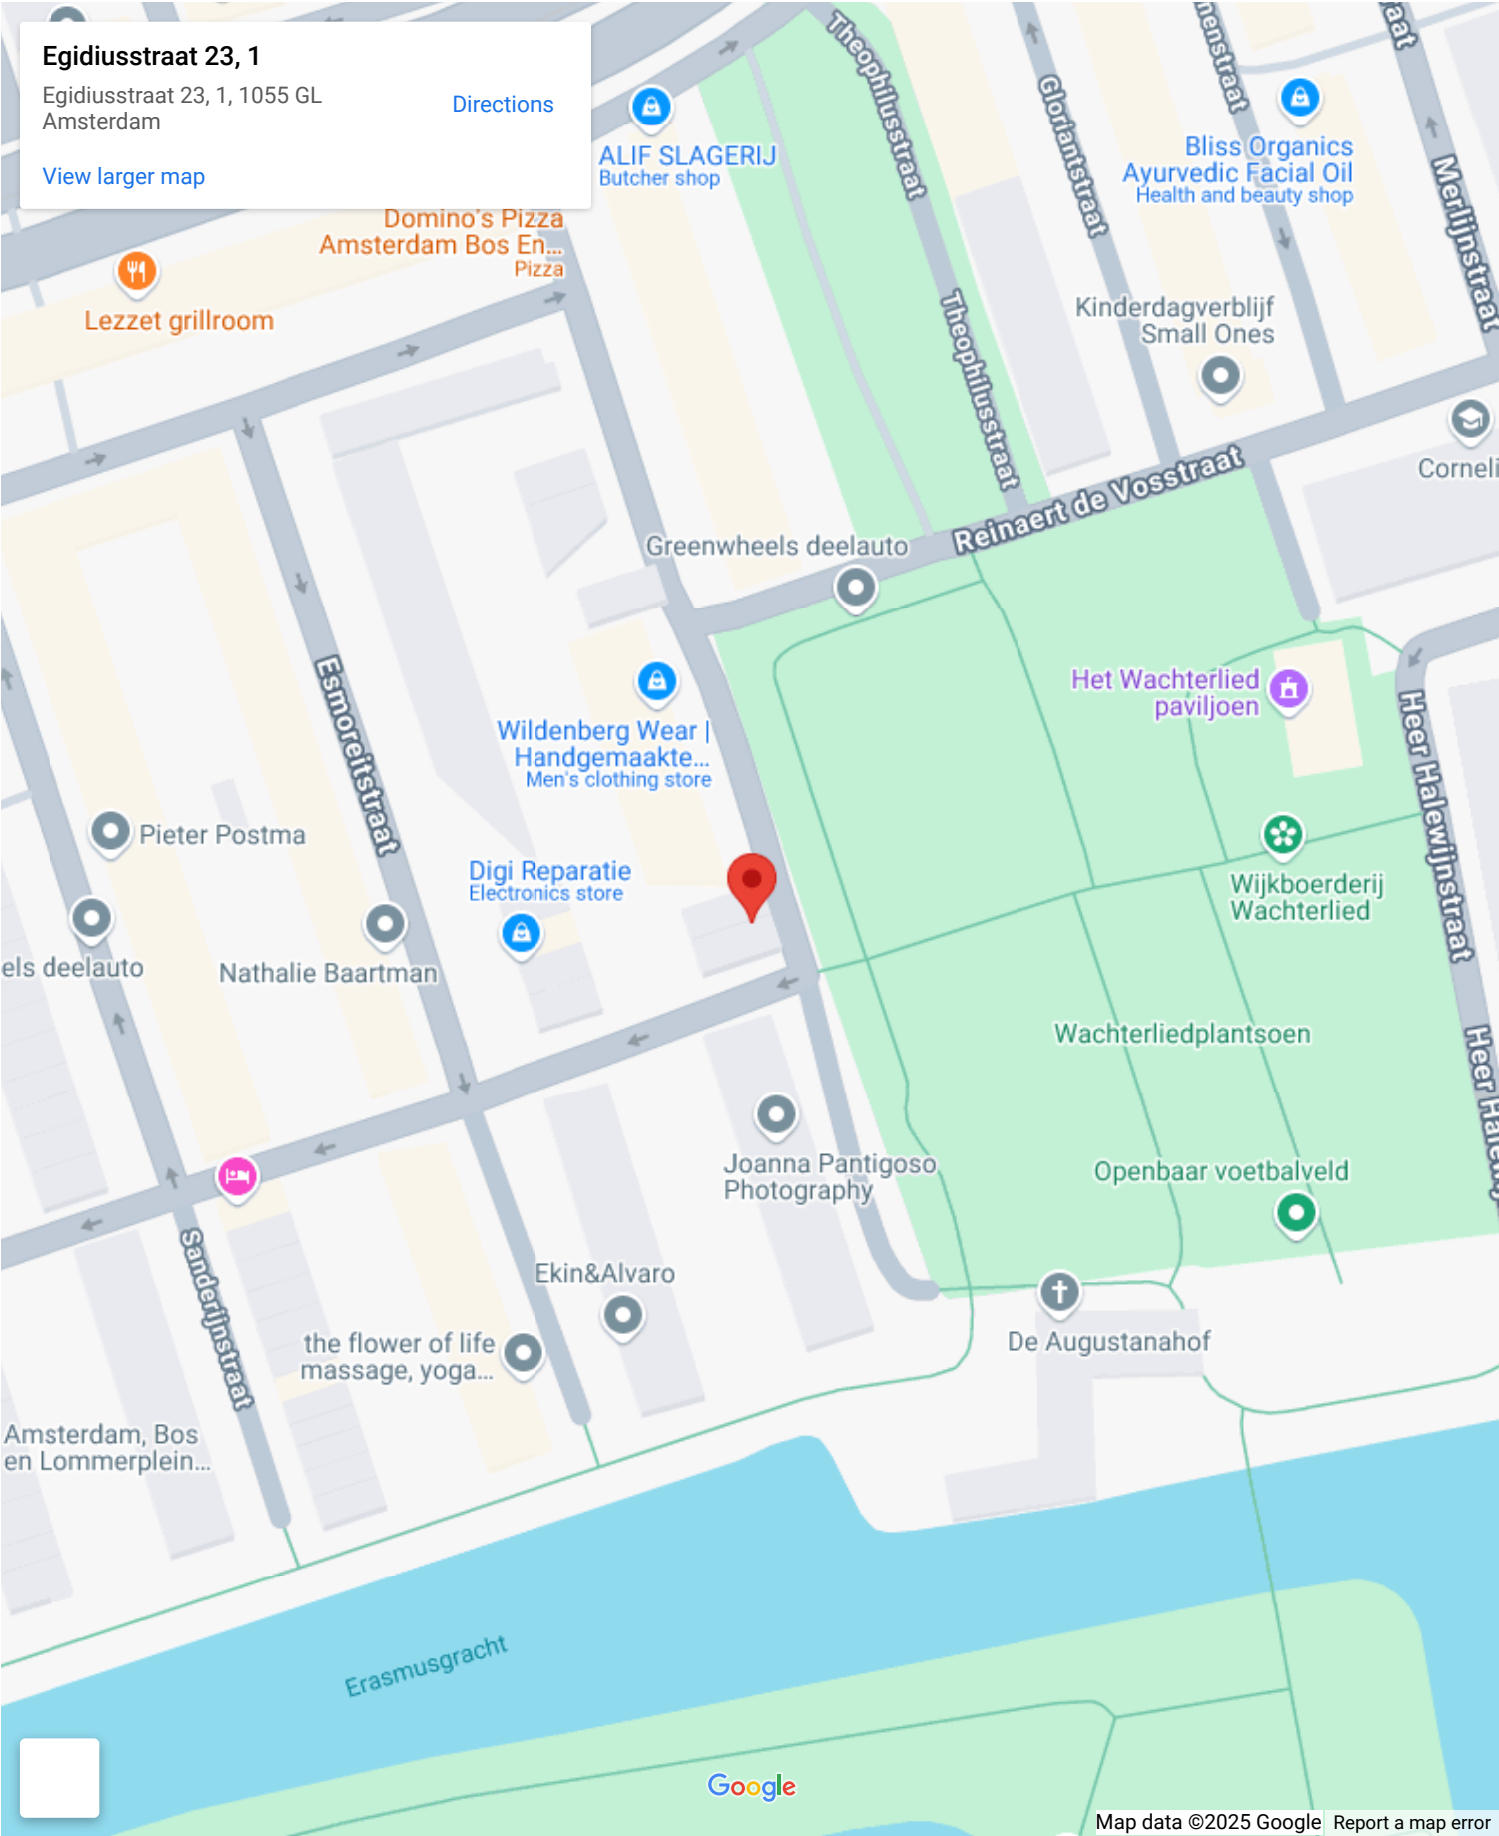 Egidiusstraat 23, 1
Egidiusstraat 23, 1, 1055 GL
Amsterdam
Directions
View larger map
ALIF SLAGERIJ
Butcher shop
Theophilusstraat
Gloriantstraat
nenstraat
raat
Bliss Organics
Ayurvedic Facial Oil
Health and beauty shop
Merlijnstraat
Domino's Pizza
Amsterdam Bos En...
Pizza
Lezzet grillroom
Theophilusstraat
Kinderdagverblijf
Small Ones
Corneli
Reinaert de Vosstraat
Greenwheels deelauto
Esmoreitstraat
Wildenberg Wear |
Handgemaakte...
Men's clothing store
Het Wachterlied
paviljoen
Heer Halewijnstraat
Pieter Postma
Digi Reparatie
Electronics store
Wijkboerderij
Wachterlied
els deelauto
Nathalie Baartman
Wachterliedplantsoen
Heer Halewij
Joanna Pantigoso
Photography
Openbaar voetbalveld
Sanderijnstraat
Ekin&Alvaro
the flower of life
massage, yoga...
De Augustanahof
Amsterdam, Bos
en Lommerplein...
Erasmusgracht
Google
Map data ©2025 Google
Report a map error